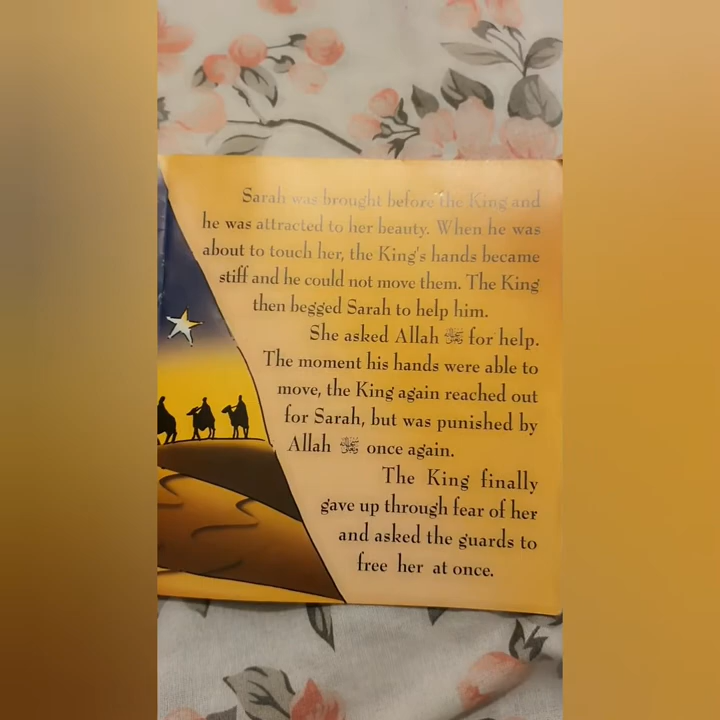 Sarah was brought before the King and
he was attracted to her beauty. When he was
about to touch her, the King's hands became
stiff and he could not move them. The King
then begged Sarah to help him.
She asked Allah ﷻ for help.
The moment his hands were able to
move, the King again reached out
for Sarah, but was punished by
Allah ﷻ once again.
The King finally
gave up through fear of her
and asked the guards to
free her at once.